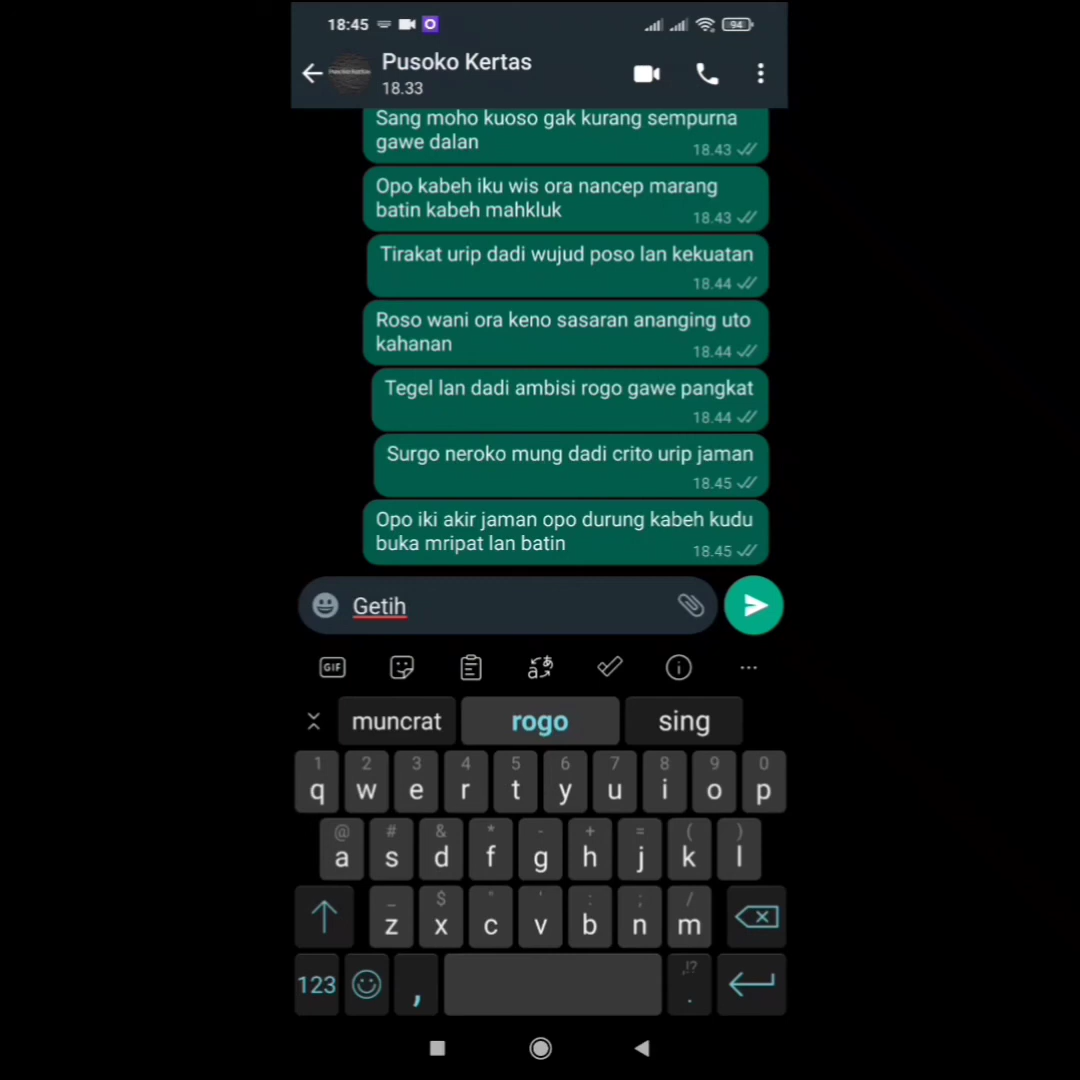 18:45
94
Pusoko Kertas
18.33
Sang moho kuoso gak kurang sempurna
gawe dalan
18.43
Opo kabeh iku wis ora nancep marang
batin kabeh mahkluk
18.43
Tirakat urip dadi wujud poso lan kekuatan
18.44
Roso wani ora keno sasaran ananging uto
kahanan
18.44
Tegel lan dadi ambisi rogo gawe pangkat
18.44
Surgo neroko mung dadi crito urip jaman
18.45
Opo iki akir jaman opo durung kabeh kudu
buka mripat lan batin
18.45
Getih
GIF
muncrat rogo sing
1 2 3 4 5 6 7 8 9 0
q w e r t y u i o p
@ # & * - + = ( )
a s d f g h j k l
_ $ " ' : ; /
z x c v b n m
,!?
123 , .